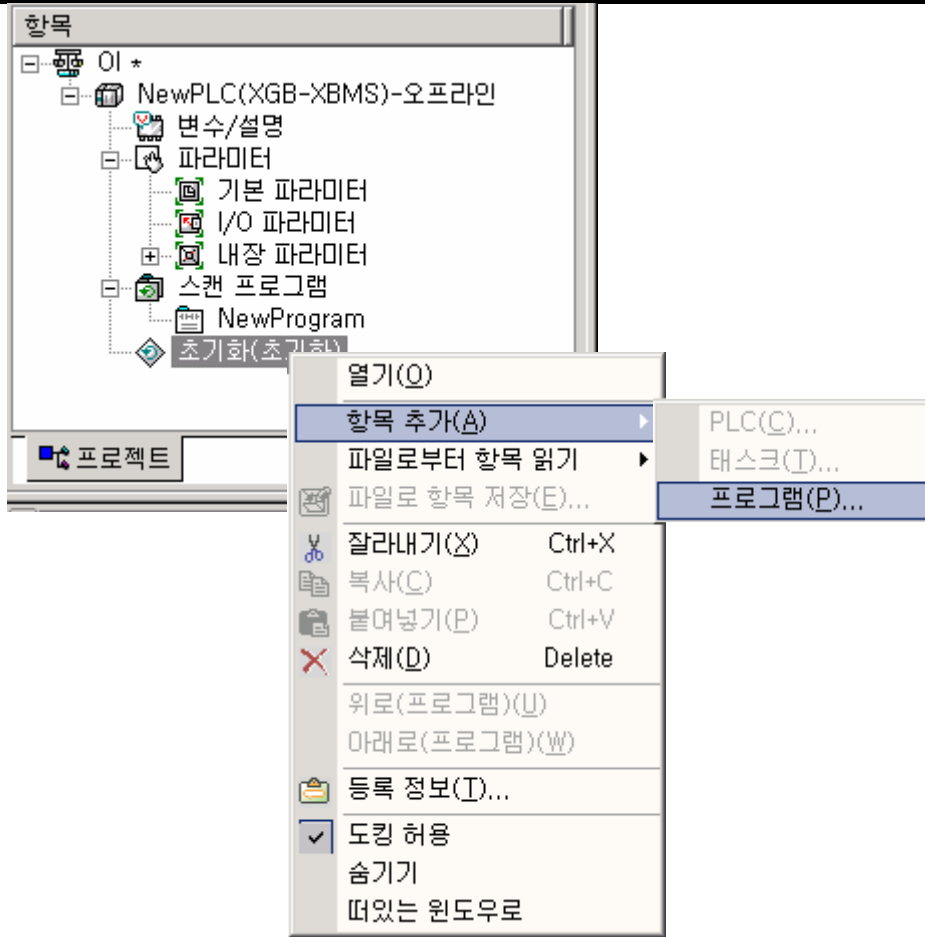 항목
이 *
NewPLC(XGB-XBMS)-오프라인
변수/설명
파라미터
기본 파라미터
I/O 파라미터
내장 파라미터
스캔 프로그램
NewProgram
초기화(초기화)
프로젝트
열기(O)
항목 추가(A)
파일로부터 항목 읽기
파일로 항목 저장(E)...
잘라내기(X) Ctrl+X
복사(C) Ctrl+C
붙여넣기(P) Ctrl+V
삭제(D) Delete
위로(프로그램)(U)
아래로(프로그램)(W)
등록 정보(T)...
도킹 허용
숨기기
떠있는 윈도우로
PLC(C)...
태스크(T)...
프로그램(P)...